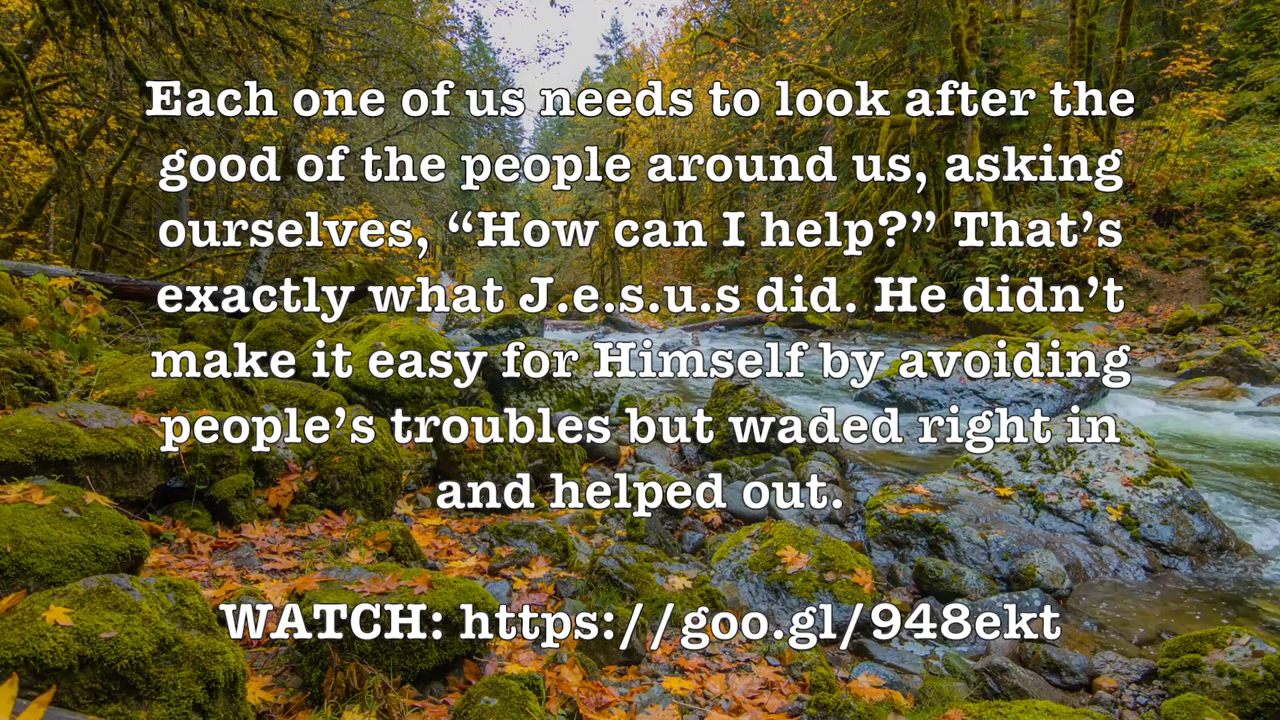 Each one of us needs to look after the
good of the people around us, asking
ourselves, “How can I help?” That’s
exactly what J.e.s.u.s did. He didn’t
make it easy for Himself by avoiding
people’s troubles but waded right in
and helped out.
WATCH: https://goo.gl/948ekt